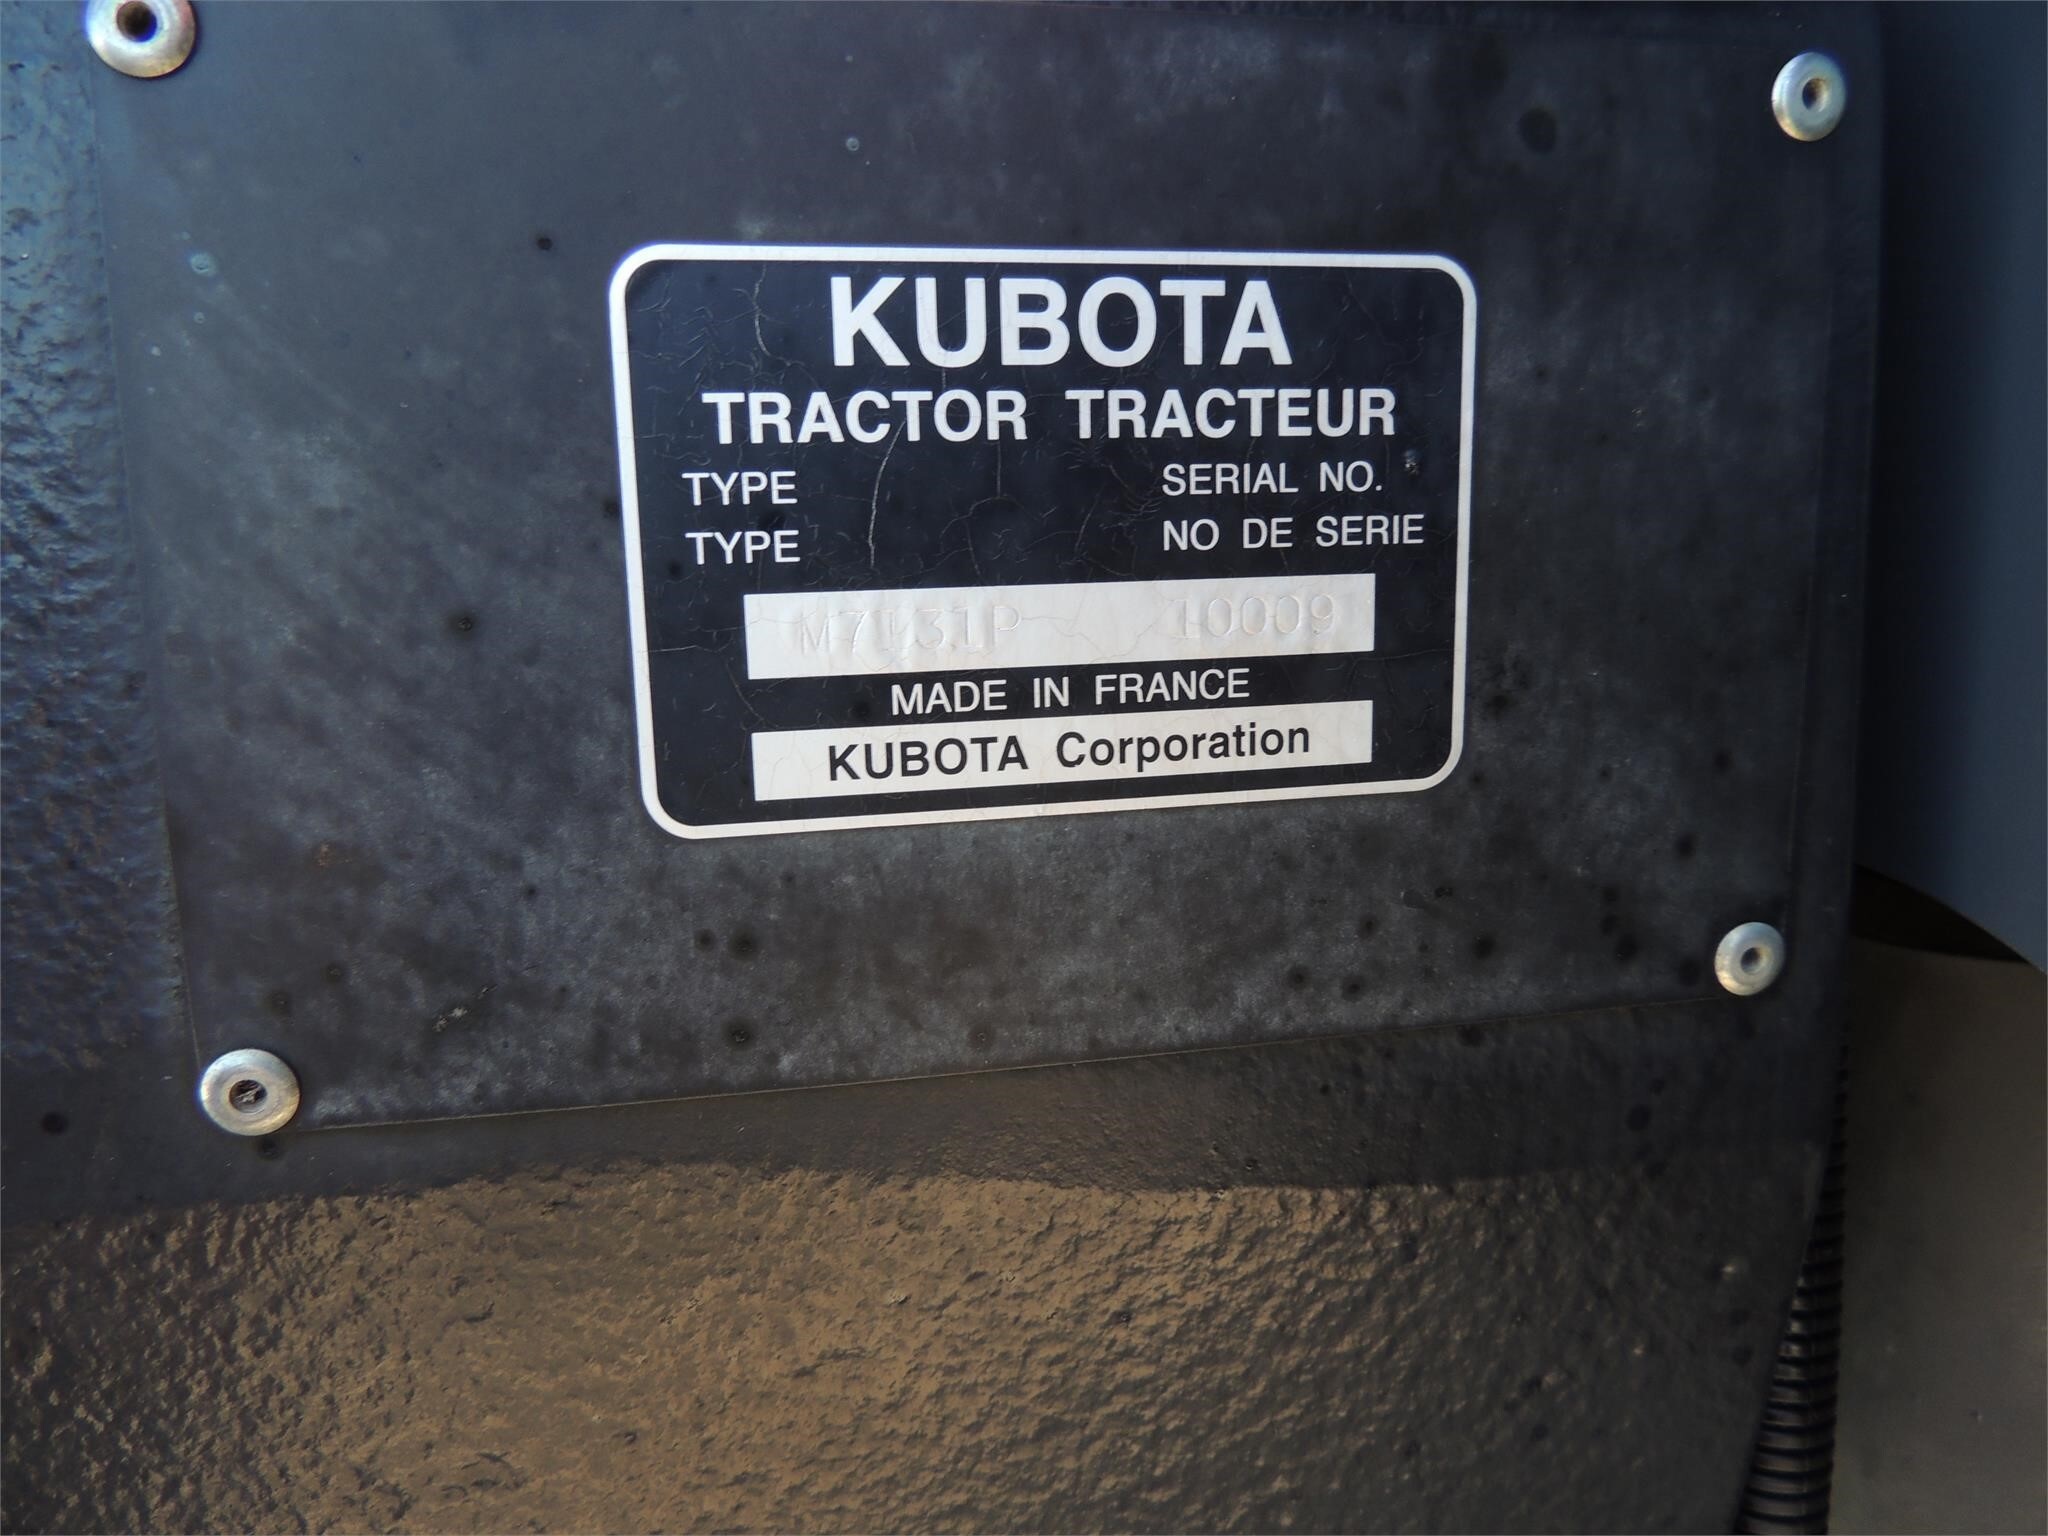 KUBOTA
TRACTOR TRACTEUR
TYPE SERIAL NO.
TYPE NO DE SERIE
M7131P 10009
MADE IN FRANCE
KUBOTA Corporation